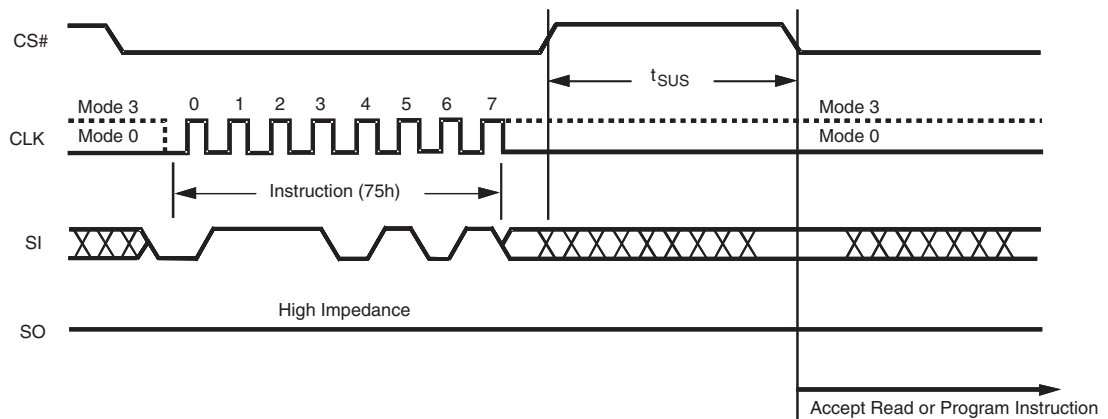 CS#
tSUS
Mode 3
0 1 2 3 4 5 6 7
Mode 3
CLK
Mode 0
Mode 0
Instruction (75h)
SI
High Impedance
SO
Accept Read or Program Instruction